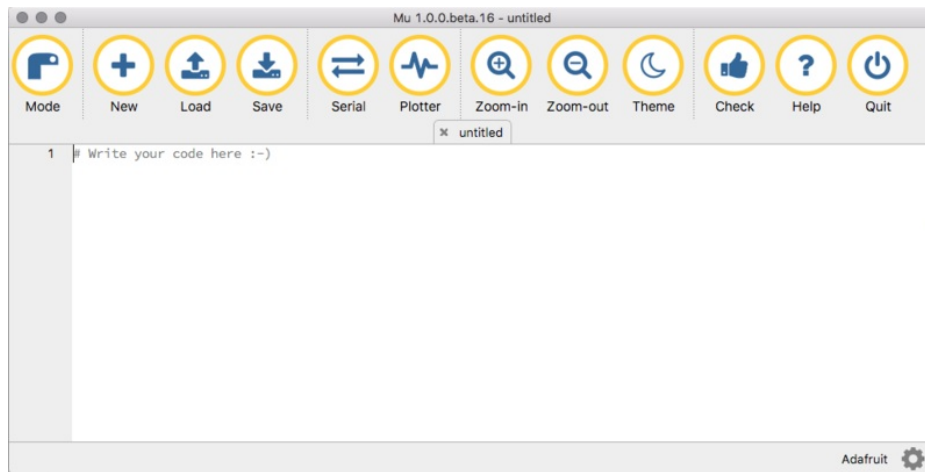 Mu 1.0.0.beta.16 - untitled
Mode New Load Save Serial Plotter Zoom-in Zoom-out Theme Check Help Quit
untitled
1 # Write your code here :-)
Adafruit